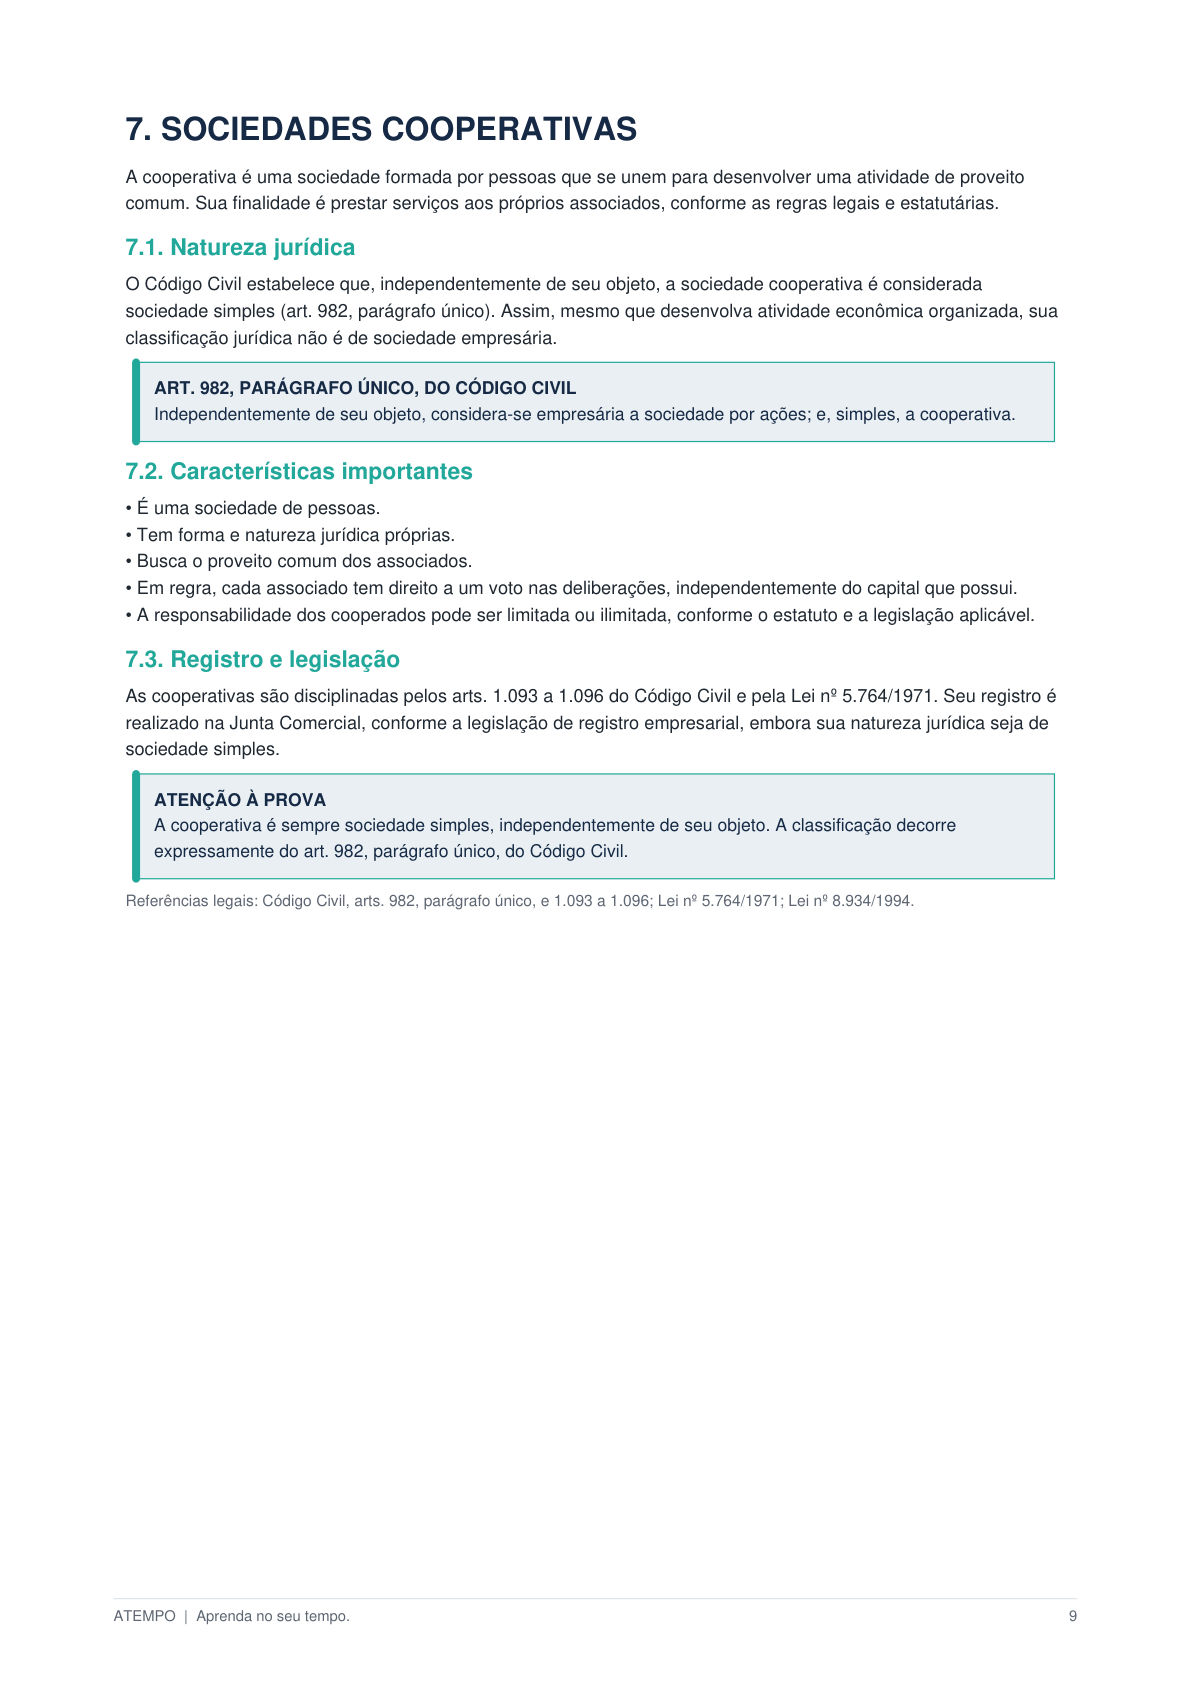 7. SOCIEDADES COOPERATIVAS
A cooperativa é uma sociedade formada por pessoas que se unem para desenvolver uma atividade de proveito
comum. Sua finalidade é prestar serviços aos próprios associados, conforme as regras legais e estatutárias.
7.1. Natureza jurídica
O Código Civil estabelece que, independentemente de seu objeto, a sociedade cooperativa é considerada
sociedade simples (art. 982, parágrafo único). Assim, mesmo que desenvolva atividade econômica organizada, sua
classificação jurídica não é de sociedade empresária.
ART. 982, PARÁGRAFO ÚNICO, DO CÓDIGO CIVIL
Independentemente de seu objeto, considera-se empresária a sociedade por ações; e, simples, a cooperativa.
7.2. Características importantes
• É uma sociedade de pessoas.
• Tem forma e natureza jurídica próprias.
• Busca o proveito comum dos associados.
• Em regra, cada associado tem direito a um voto nas deliberações, independentemente do capital que possui.
• A responsabilidade dos cooperados pode ser limitada ou ilimitada, conforme o estatuto e a legislação aplicável.
7.3. Registro e legislação
As cooperativas são disciplinadas pelos arts. 1.093 a 1.096 do Código Civil e pela Lei nº 5.764/1971. Seu registro é
realizado na Junta Comercial, conforme a legislação de registro empresarial, embora sua natureza jurídica seja de
sociedade simples.
ATENÇÃO À PROVA
A cooperativa é sempre sociedade simples, independentemente de seu objeto. A classificação decorre
expressamente do art. 982, parágrafo único, do Código Civil.
Referências legais: Código Civil, arts. 982, parágrafo único, e 1.093 a 1.096; Lei nº 5.764/1971; Lei nº 8.934/1994.
ATEMPO | Aprenda no seu tempo.
9